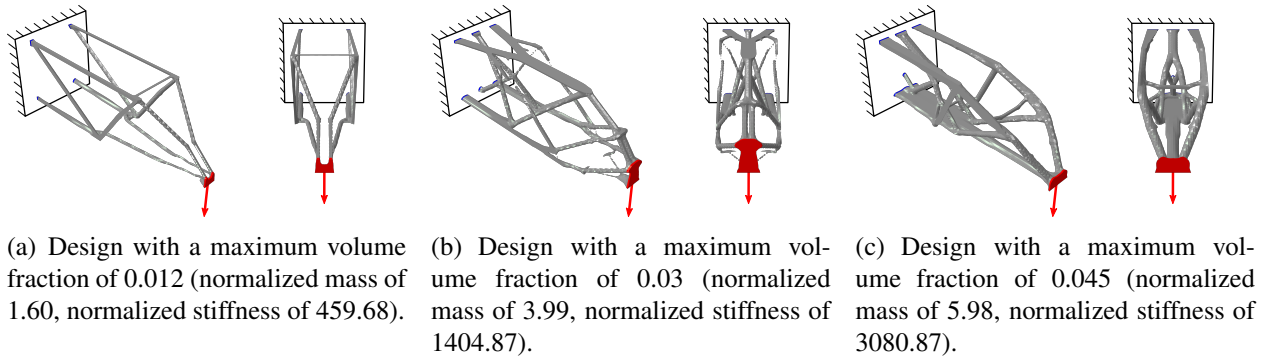 (a) Design with a maximum volume
fraction of 0.012 (normalized mass of
1.60, normalized stiffness of 459.68).
(b) Design with a maximum vol-
ume fraction of 0.03 (normalized
mass of 3.99, normalized stiffness of
1404.87).
(c) Design with a maximum vol-
ume fraction of 0.045 (normalized
mass of 5.98, normalized stiffness of
3080.87).